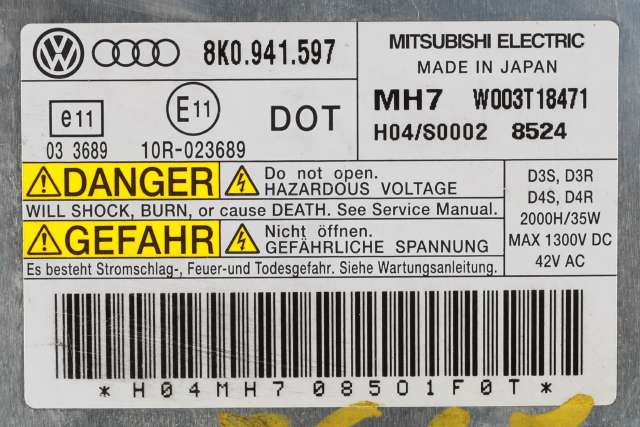 8K0.941.597
MITSUBISHI ELECTRIC
MADE IN JAPAN
MH7 W003T18471
H04/S0002 8524
e11
E11
DOT
03 3689
10R-023689
DANGER
Do not open.
HAZARDOUS VOLTAGE
WILL SHOCK, BURN, or cause DEATH. See Service Manual.
GEFAHR
Nicht öffnen.
GEFÄHRLICHE SPANNUNG
Es besteht Stromschlag-, Feuer-und Todesgefahr. Siehe Wartungsanleitung.
D3S, D3R
D4S, D4R
2000H/35W
MAX 1300V DC
42V AC
*H04MH708501F0T*